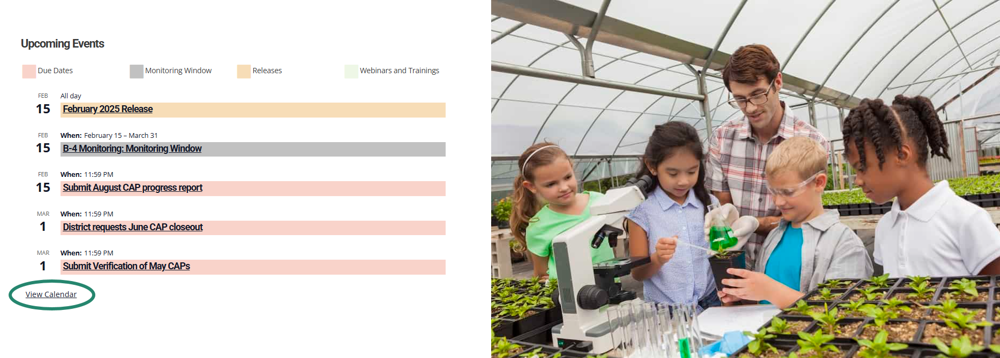 Upcoming Events
Due Dates
Monitoring Window
Releases
Webinars and Trainings
FEB
15
All day
February 2025 Release
FEB
15
When: February 15 – March 31
B-4 Monitoring: Monitoring Window
FEB
15
When: 11:59 PM
Submit August CAP progress report
MAR
1
When: 11:59 PM
District requests June CAP closeout
MAR
1
When: 11:59 PM
Submit Verification of May CAPs
View Calendar